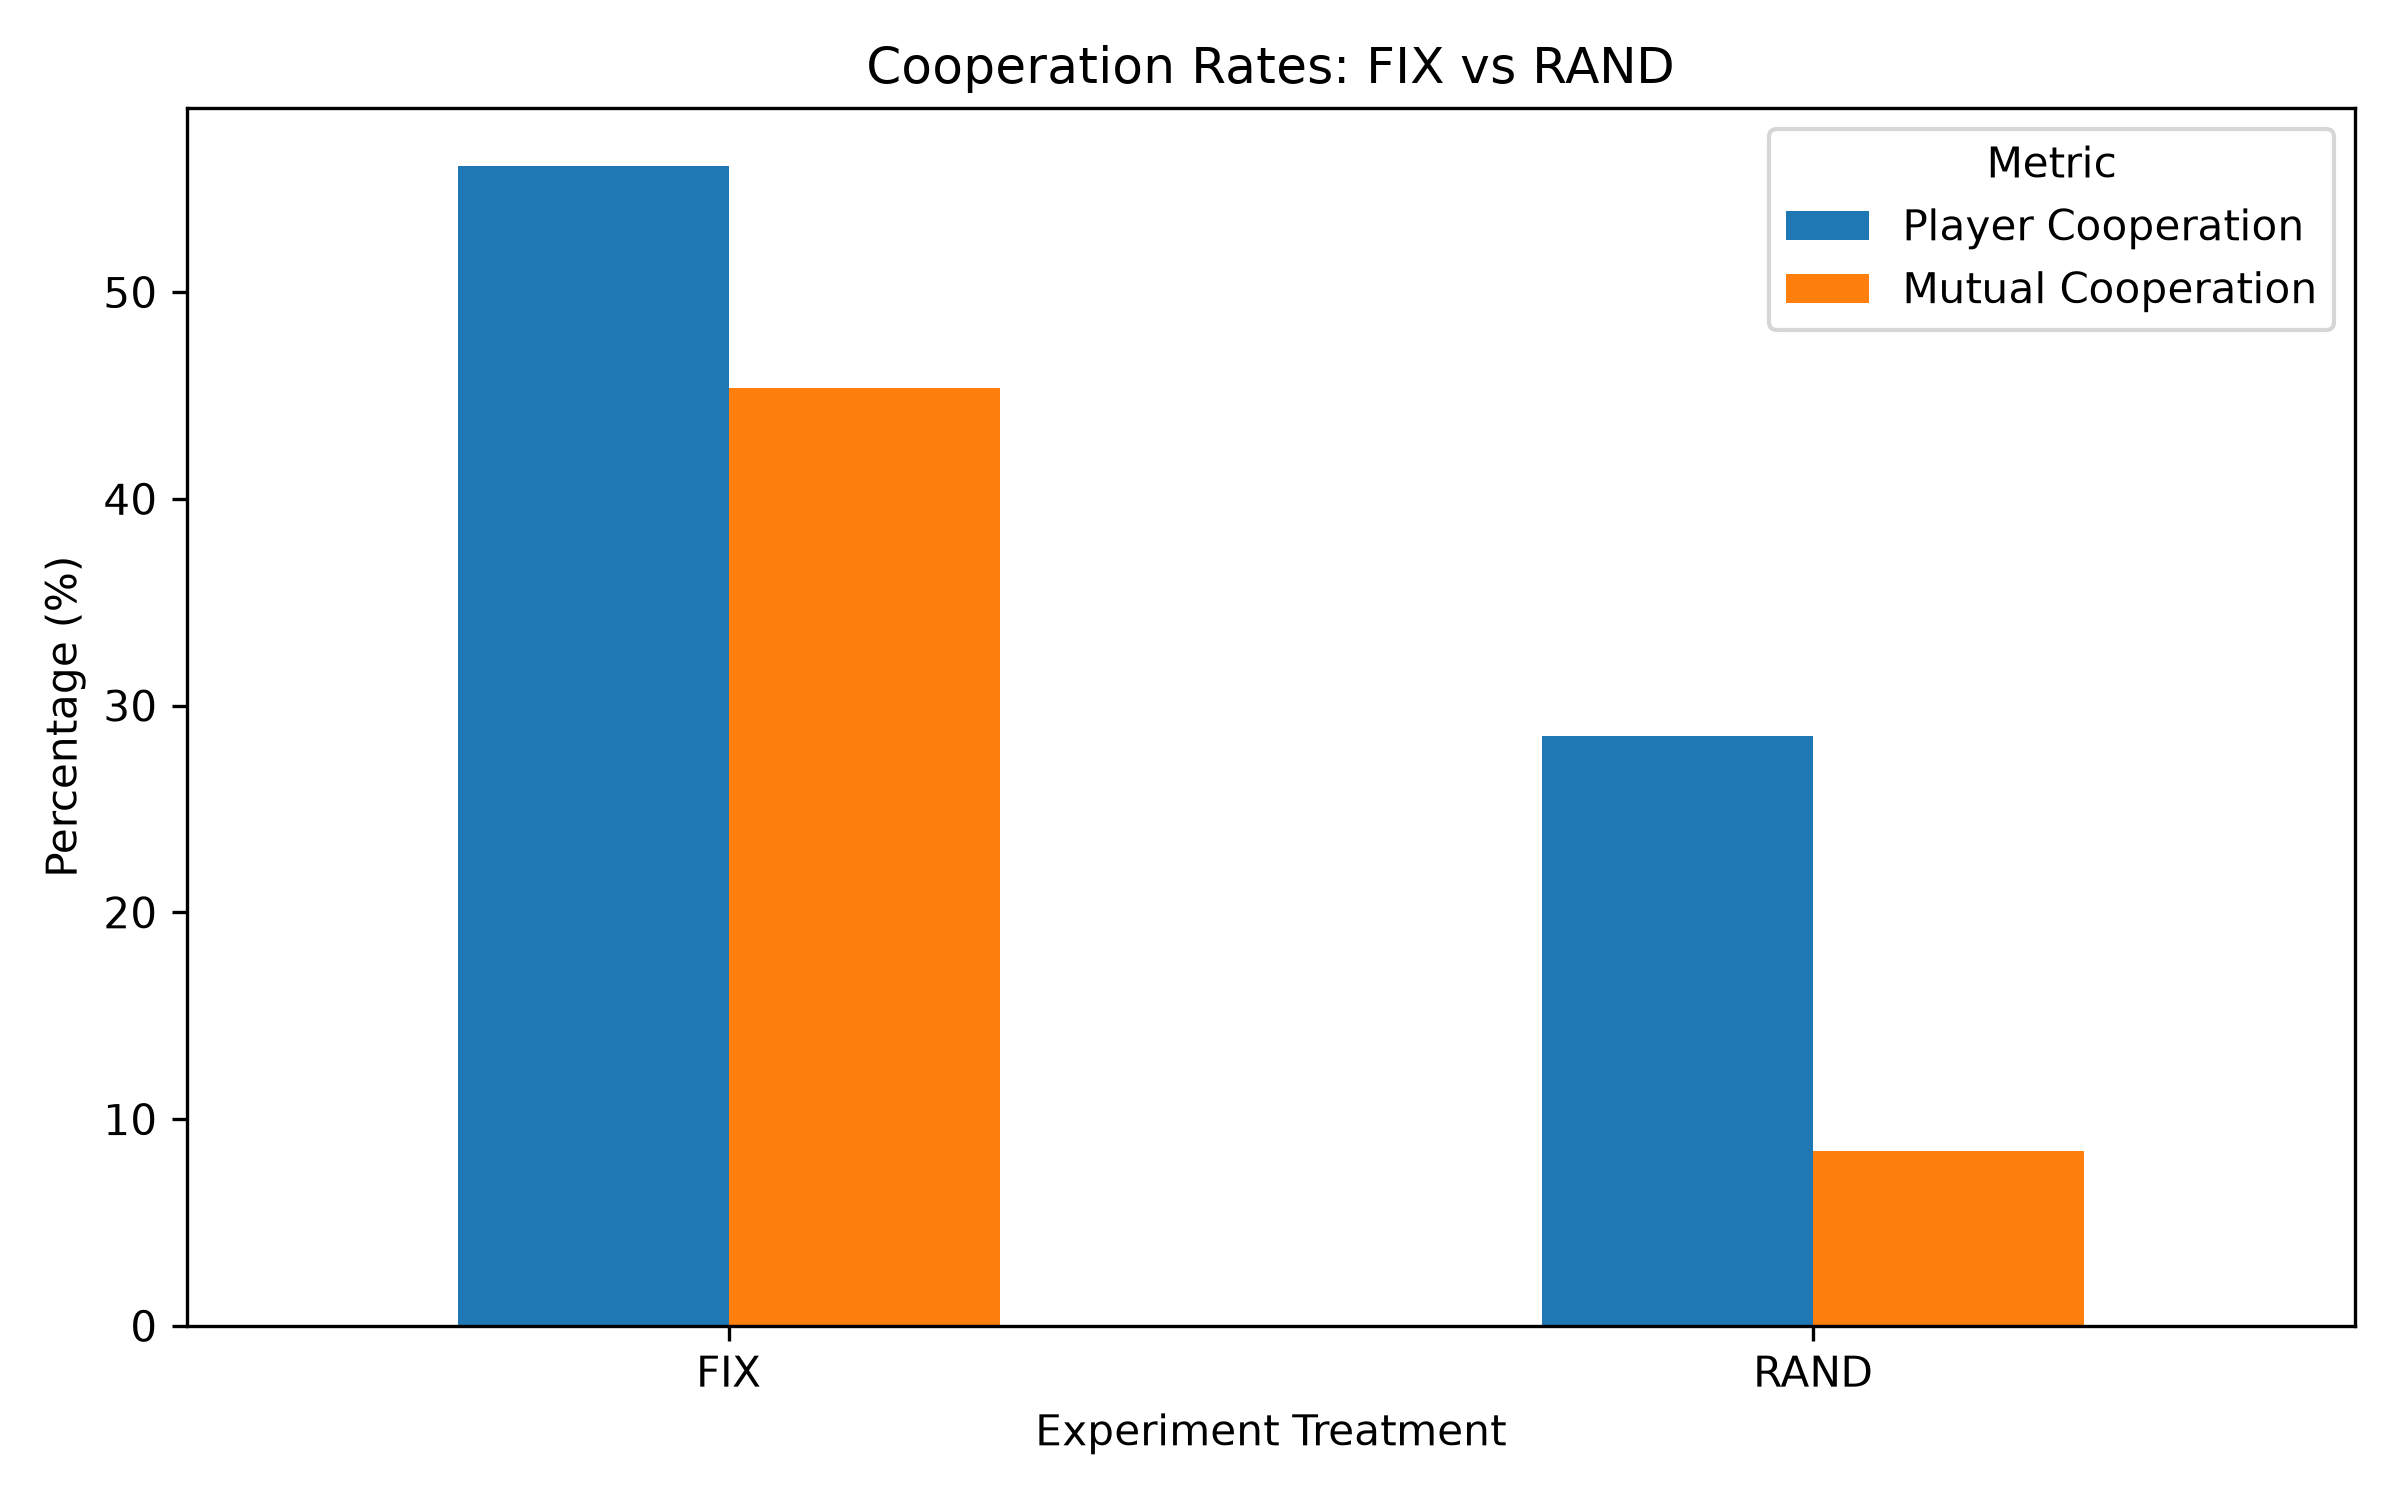 Cooperation Rates: FIX vs RAND
Metric
Player Cooperation
Mutual Cooperation
Percentage (%)
50
40
30
20
10
0
FIX
RAND
Experiment Treatment